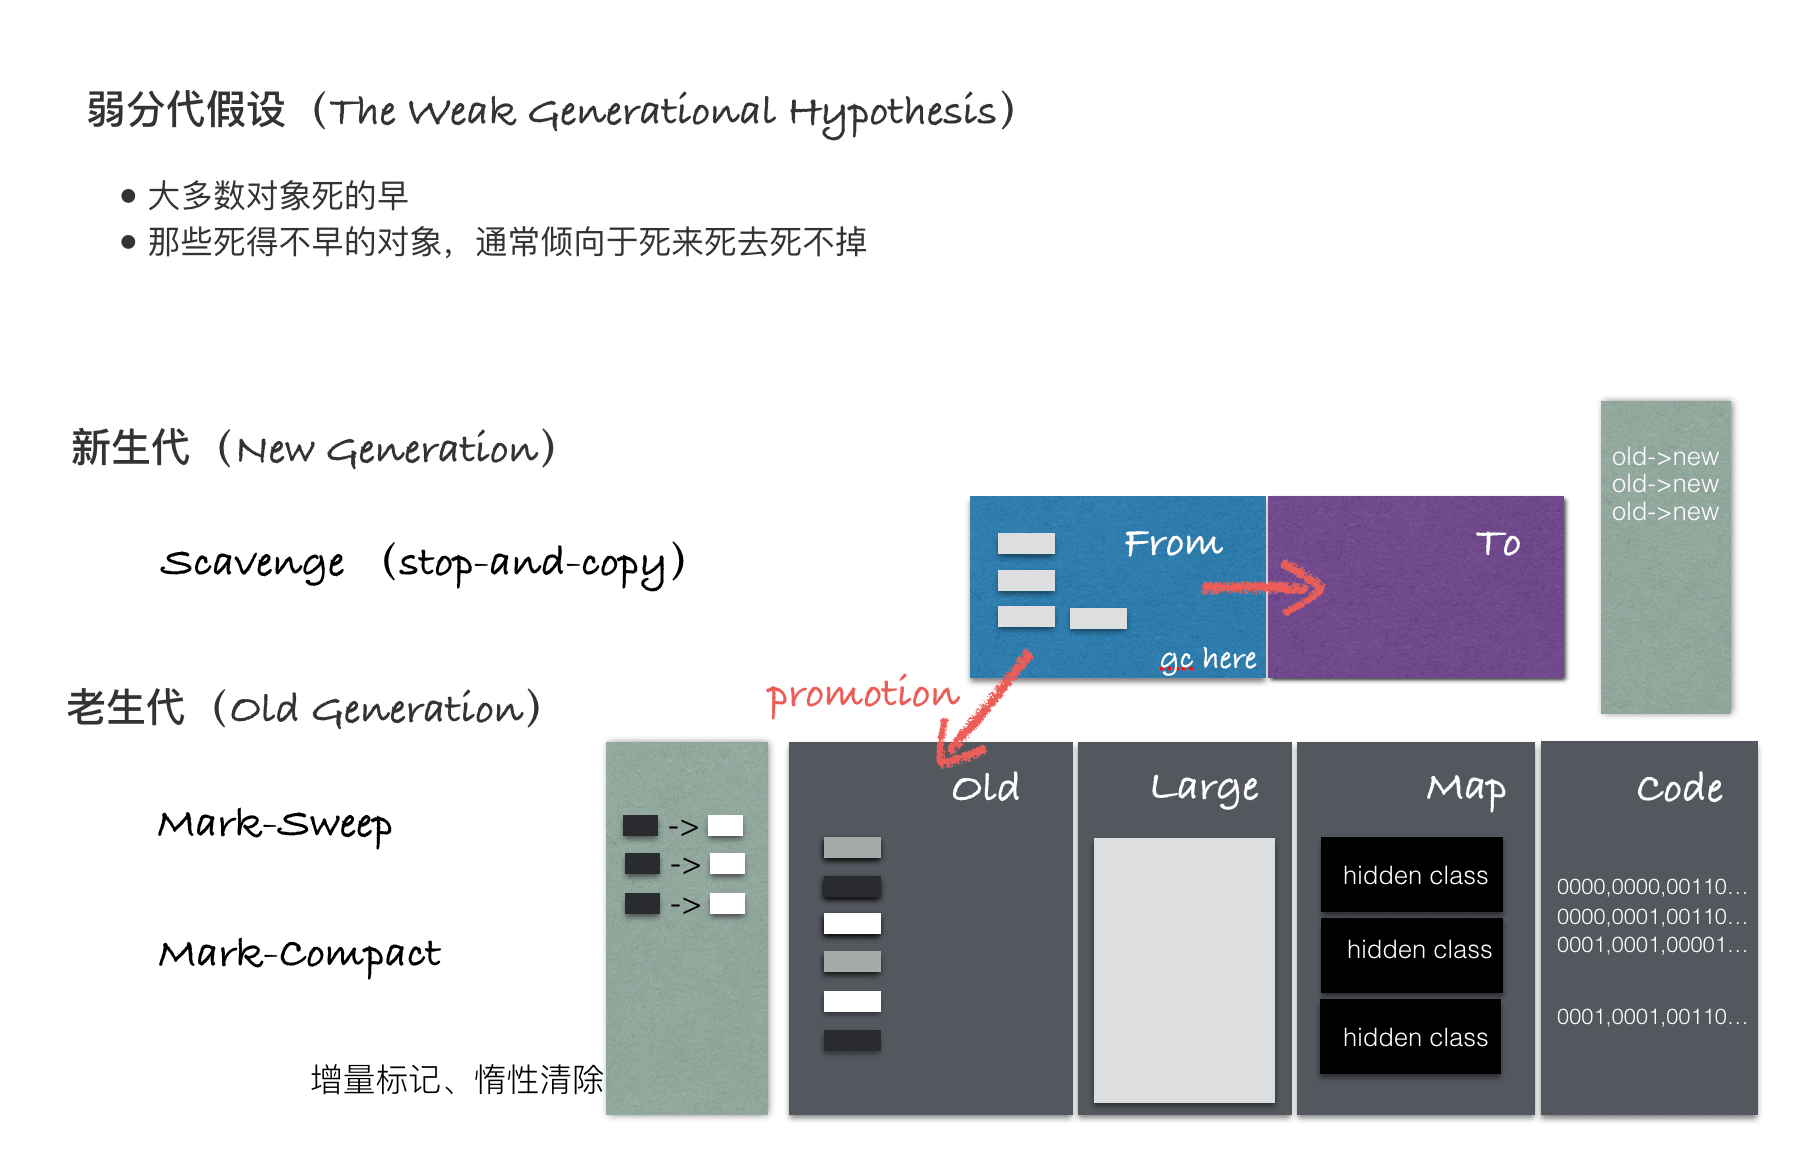 弱分代假设（The Weak Generational Hypothesis）
● 大多数对象死的早
● 那些死得不早的对象，通常倾向于死来死去死不掉
新生代（New Generation）
Scavenge （stop-and-copy）
From
gc here
To
old->new
old->new
old->new
promotion
老生代（Old Generation）
Mark-Sweep
Mark-Compact
增量标记、惰性清除
->
->
->
Old
Large
Map
hidden class
hidden class
hidden class
Code
0000,0000,00110...
0000,0001,00110...
0001,0001,00001...
0001,0001,00110...